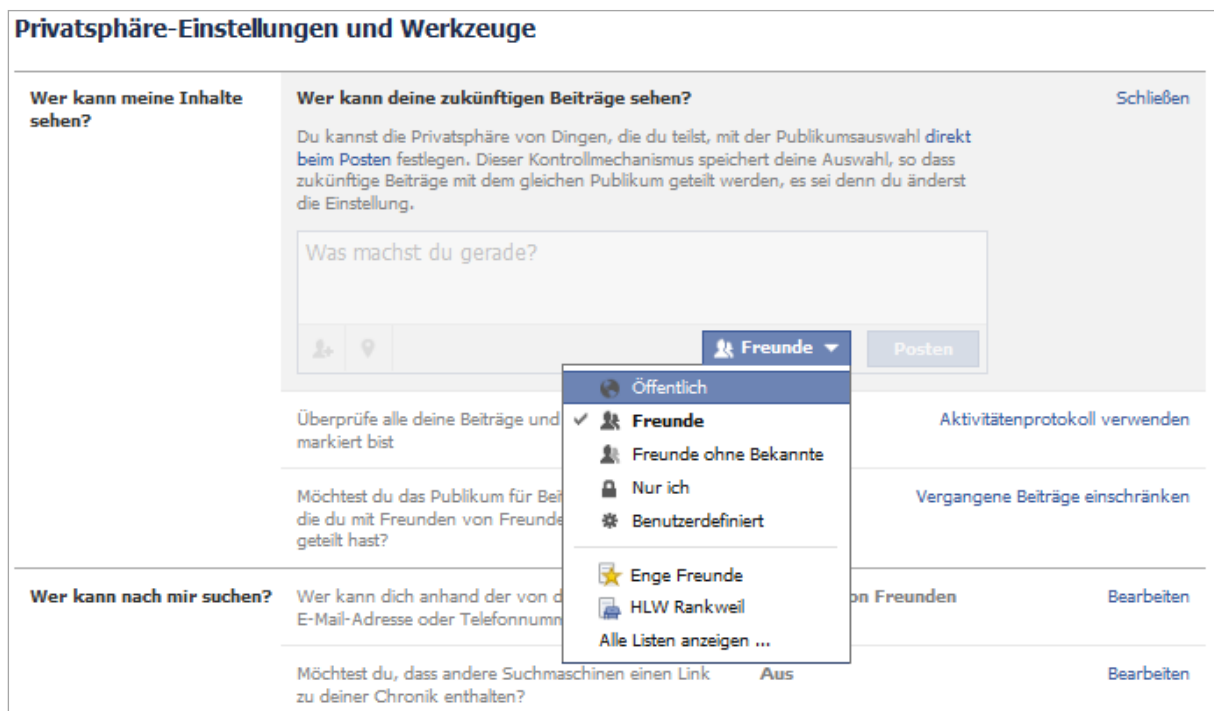 Privatsphäre-Einstellungen und Werkzeuge
Wer kann meine Inhalte
sehen?
Wer kann deine zukünftigen Beiträge sehen?
Schließen
Du kannst die Privatsphäre von Dingen, die du teilst, mit der Publikumsauswahl direkt
beim Posten festlegen. Dieser Kontrollmechanismus speichert deine Auswahl, so dass
zukünftige Beiträge mit dem gleichen Publikum geteilt werden, es sei denn du änderst
die Einstellung.
Was machst du gerade?
Freunde
Posten
Öffentlich
Freunde
Freunde ohne Bekannte
Nur ich
Benutzerdefiniert
Enge Freunde
HLW Rankweil
Alle Listen anzeigen ...
Überprüfe alle deine Beiträge und
markiert bist
Aktivitätenprotokoll verwenden
Möchtest du das Publikum für
die du mit Freunden von
geteilt hast?
Vergangene Beiträge einschränken
Wer kann nach mir suchen?
Wer kann dich anhand der von
E-Mail-Adresse oder
Freunden
Bearbeiten
Möchtest du, dass andere Suchmaschinen einen Link
zu deiner Chronik enthalten?
Aus
Bearbeiten